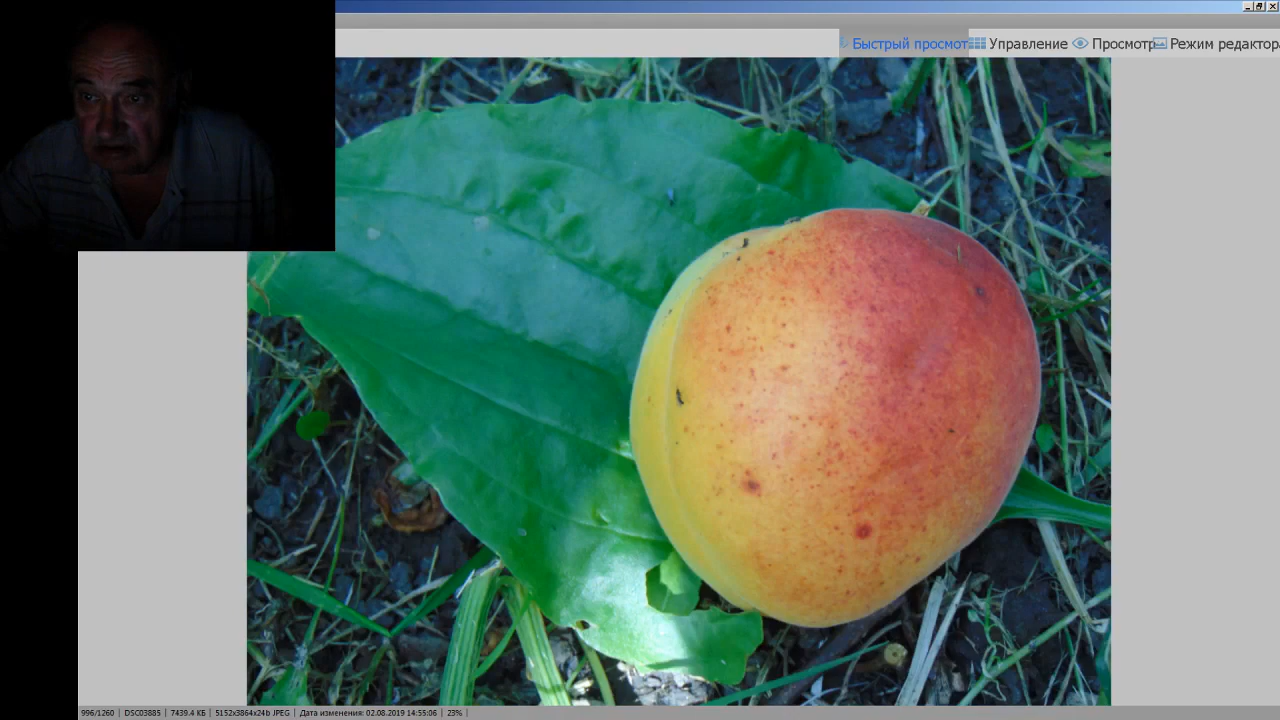 Быстрый просмот Управление Просмотр Режим редактор
996/1260 | DSC03885 | 7439.4 КБ | 5152x3864x24b JPEG | Дата изменения: 02.08.2019 14:55:06 | 23% |